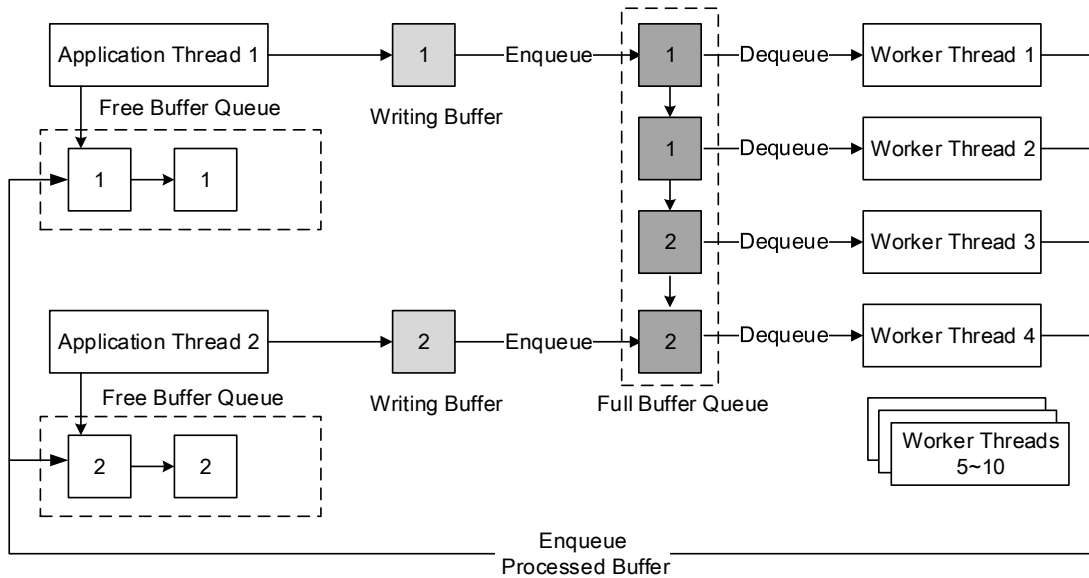 Application Thread 1
1
Enqueue
1
Dequeue
Worker Thread 1
Free Buffer Queue
Writing Buffer
1
1
1
Dequeue
Worker Thread 2
2
Dequeue
Worker Thread 3
Application Thread 2
2
Enqueue
2
Dequeue
Worker Thread 4
Free Buffer Queue
Writing Buffer
Full Buffer Queue
2
2
Worker Threads
5~10
Enqueue
Processed Buffer